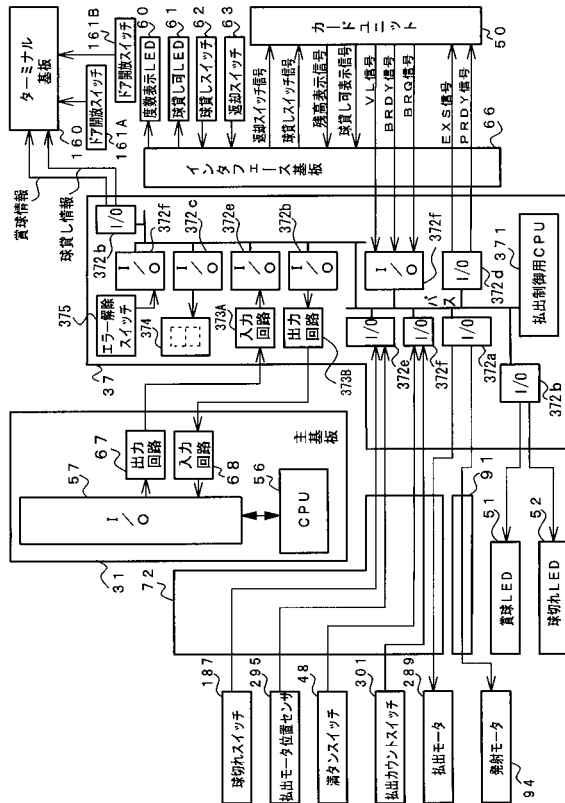 ターミナル基板
160
ドア開放スイッチ
161A
ドア開放スイッチ
161B
賞球情報
球貸し情報
度数表示LED
60
球貸し可LED
61
球貸しスイッチ
62
返却スイッチ
63
カードユニット
50
返却スイッチ信号
球貸しスイッチ信号
残高表示信号
球貸し可表示信号
VL信号
BRDY信号
BRQ信号
EXS信号
PRDY信号
インタフェース基板
66
I/O
372b
エラー解除スイッチ
375
I/O
372f
I/O
372c
374
I/O
372e
入力回路
373A
I/O
372b
出力回路
373B
37
I/O
372f
I/O
372d
バス
払出制御用CPU
371
I/O
372e
I/O
372f
I/O
372a
I/O
372b
主基板
31
I/O
57
出力回路
67
入力回路
68
CPU
56
72
91
球切れスイッチ
187
払出モータ位置センサ
295
満タンスイッチ
48
払出カウントスイッチ
301
払出モータ
289
発射モータ
94
賞球LED
51
球切れLED
52